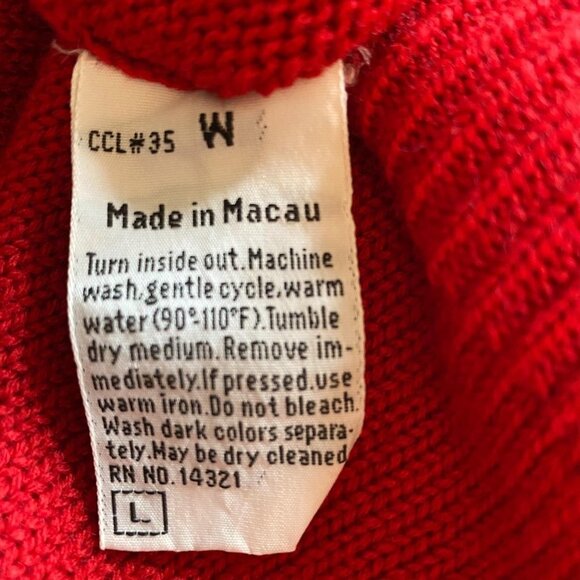 CCL#35 W
Made in Macau
Turn inside out.Machine
wash,gentle cycle,warm
water (90°-110°F).Tumble
dry medium.Remove im-
mediately.If pressed.use
warm iron.Do not bleach.
Wash dark colors separa-
tely.May be dry cleaned
RN NO.14321
L